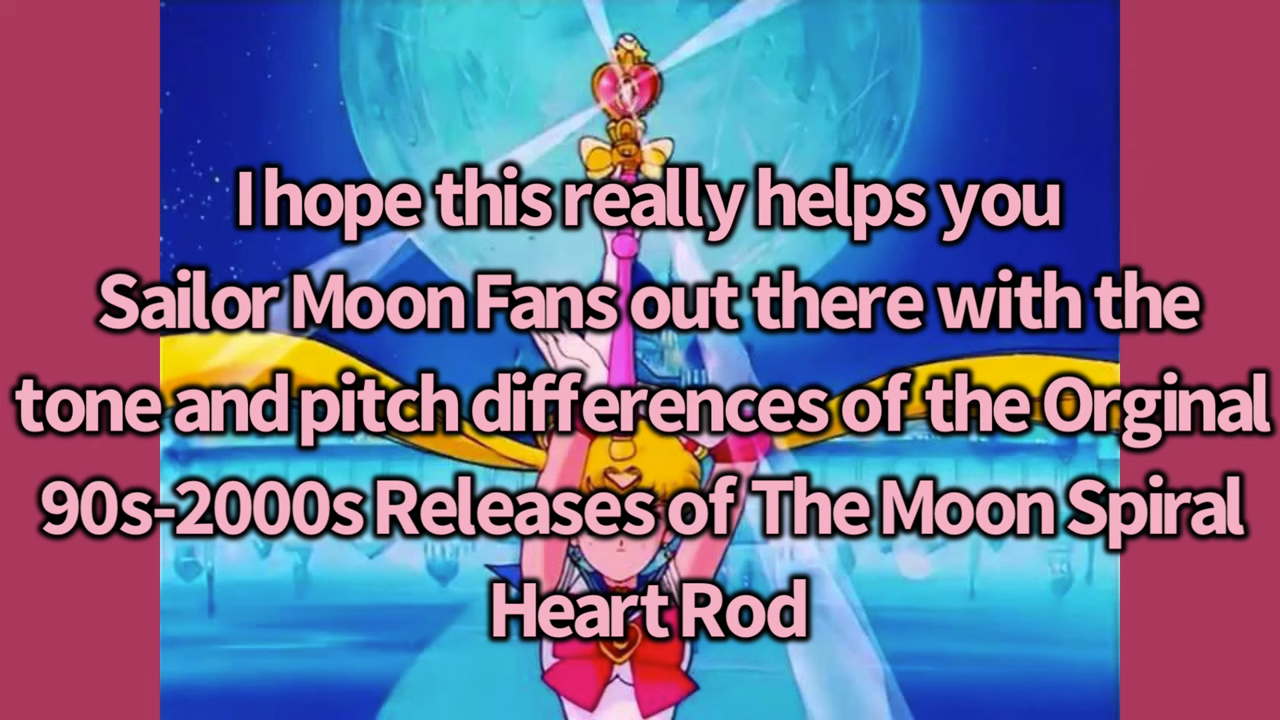 I hope this really helps you
Sailor Moon Fans out there with the
tone and pitch differences of the Orginal
90s-2000s Releases of The Moon Spiral
Heart Rod